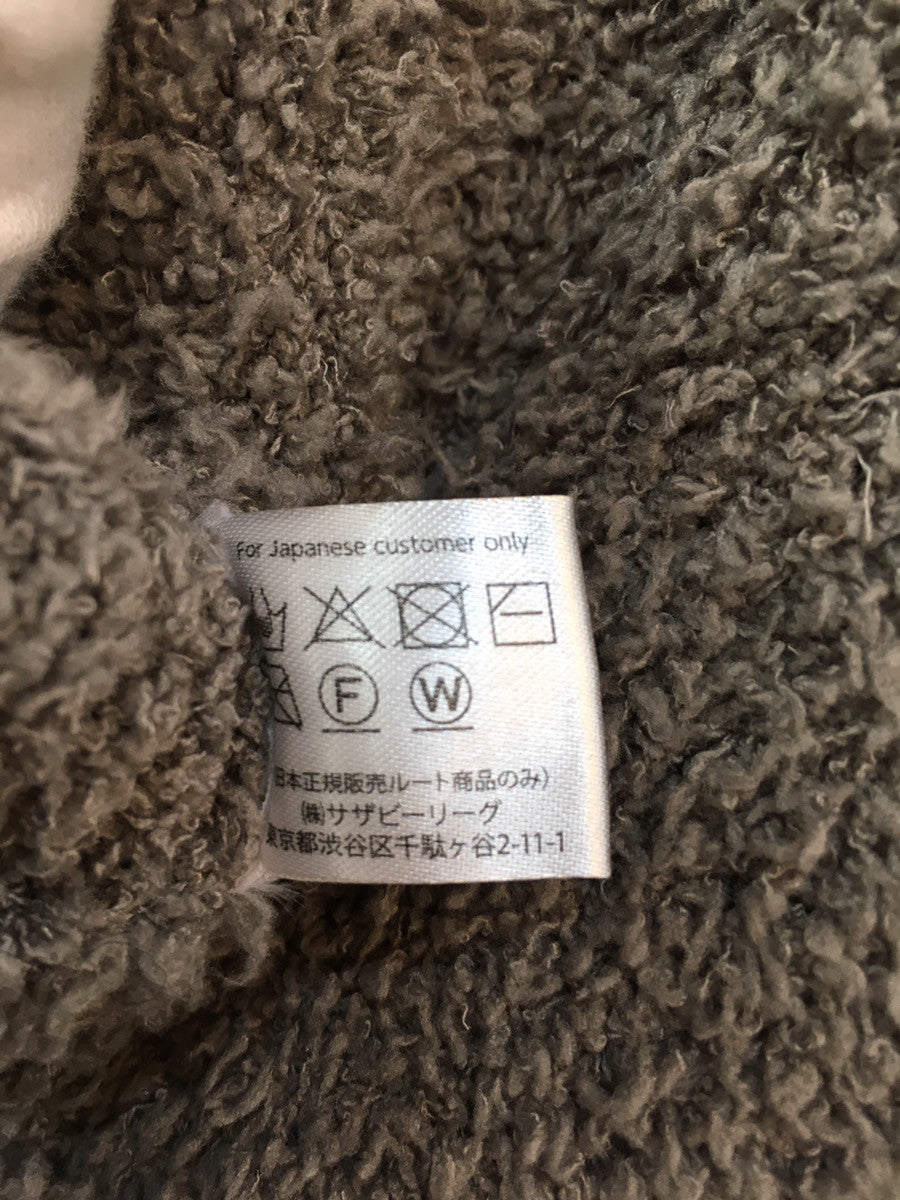 For Japanese customer only
F W
日本正規販売ルート商品のみ)
㈱サザビーリーグ
東京都渋谷区千駄ヶ谷2-11-1